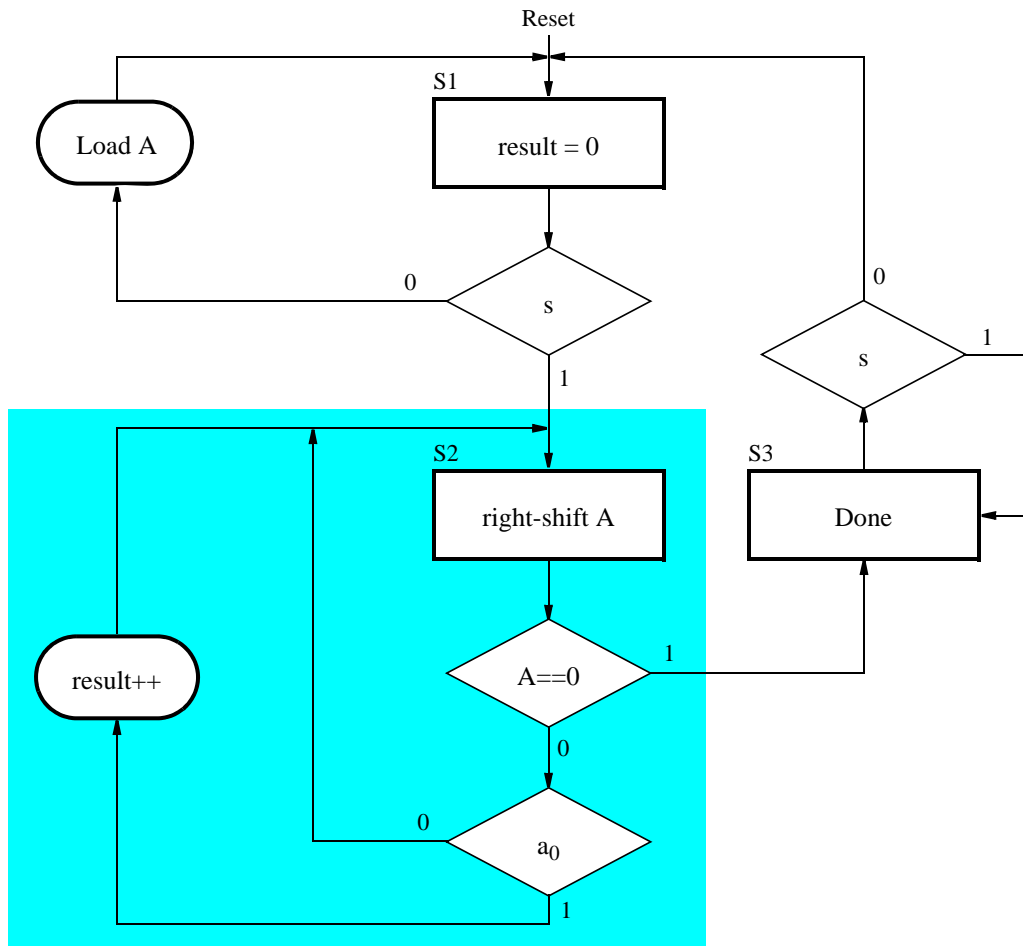 Reset
S1
Load A
result = 0
0
0
s
1
s
1
S2
S3
right-shift A
Done
1
result++
A==0
0
0
a0
1